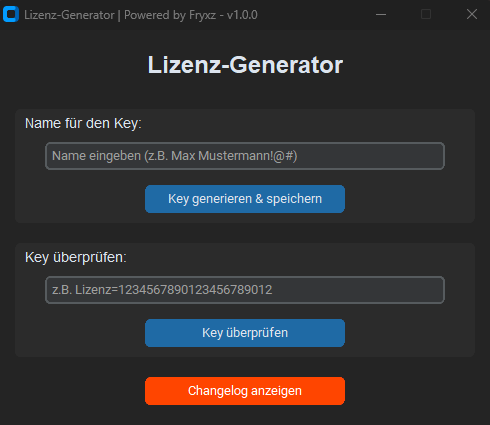 Lizenz-Generator | Powered by Fryxz - v1.0.0
Lizenz-Generator
Name für den Key:
Name eingeben (z.B. Max Mustermann!@#)
Key generieren & speichern
Key überprüfen:
z.B. Lizenz=1234567890123456789012
Key überprüfen
Changelog anzeigen